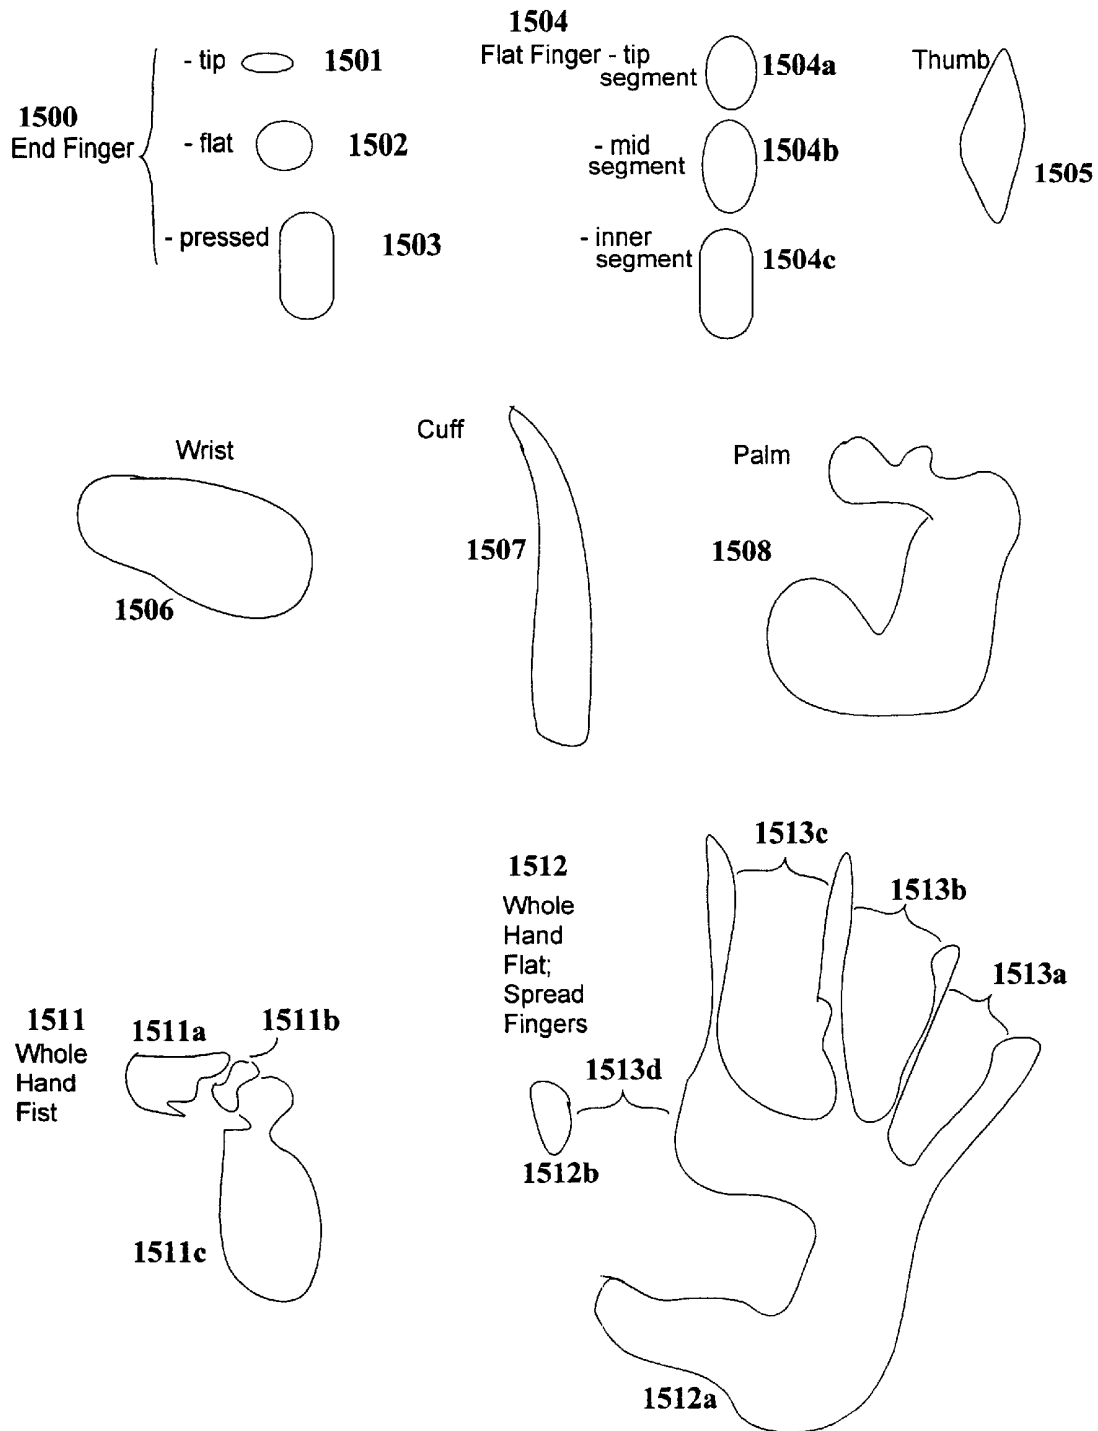 1500
End Finger
- tip
1501
- flat
1502
- pressed
1503
1504
Flat Finger - tip
segment
1504a
- mid
segment
1504b
- inner
segment
1504c
Thumb
1505
Wrist
1506
Cuff
1507
Palm
1508
1511
Whole
Hand
Fist
1511a
1511b
1511c
1512
Whole
Hand
Flat;
Spread
Fingers
1513c
1513b
1513a
1513d
1512b
1512a